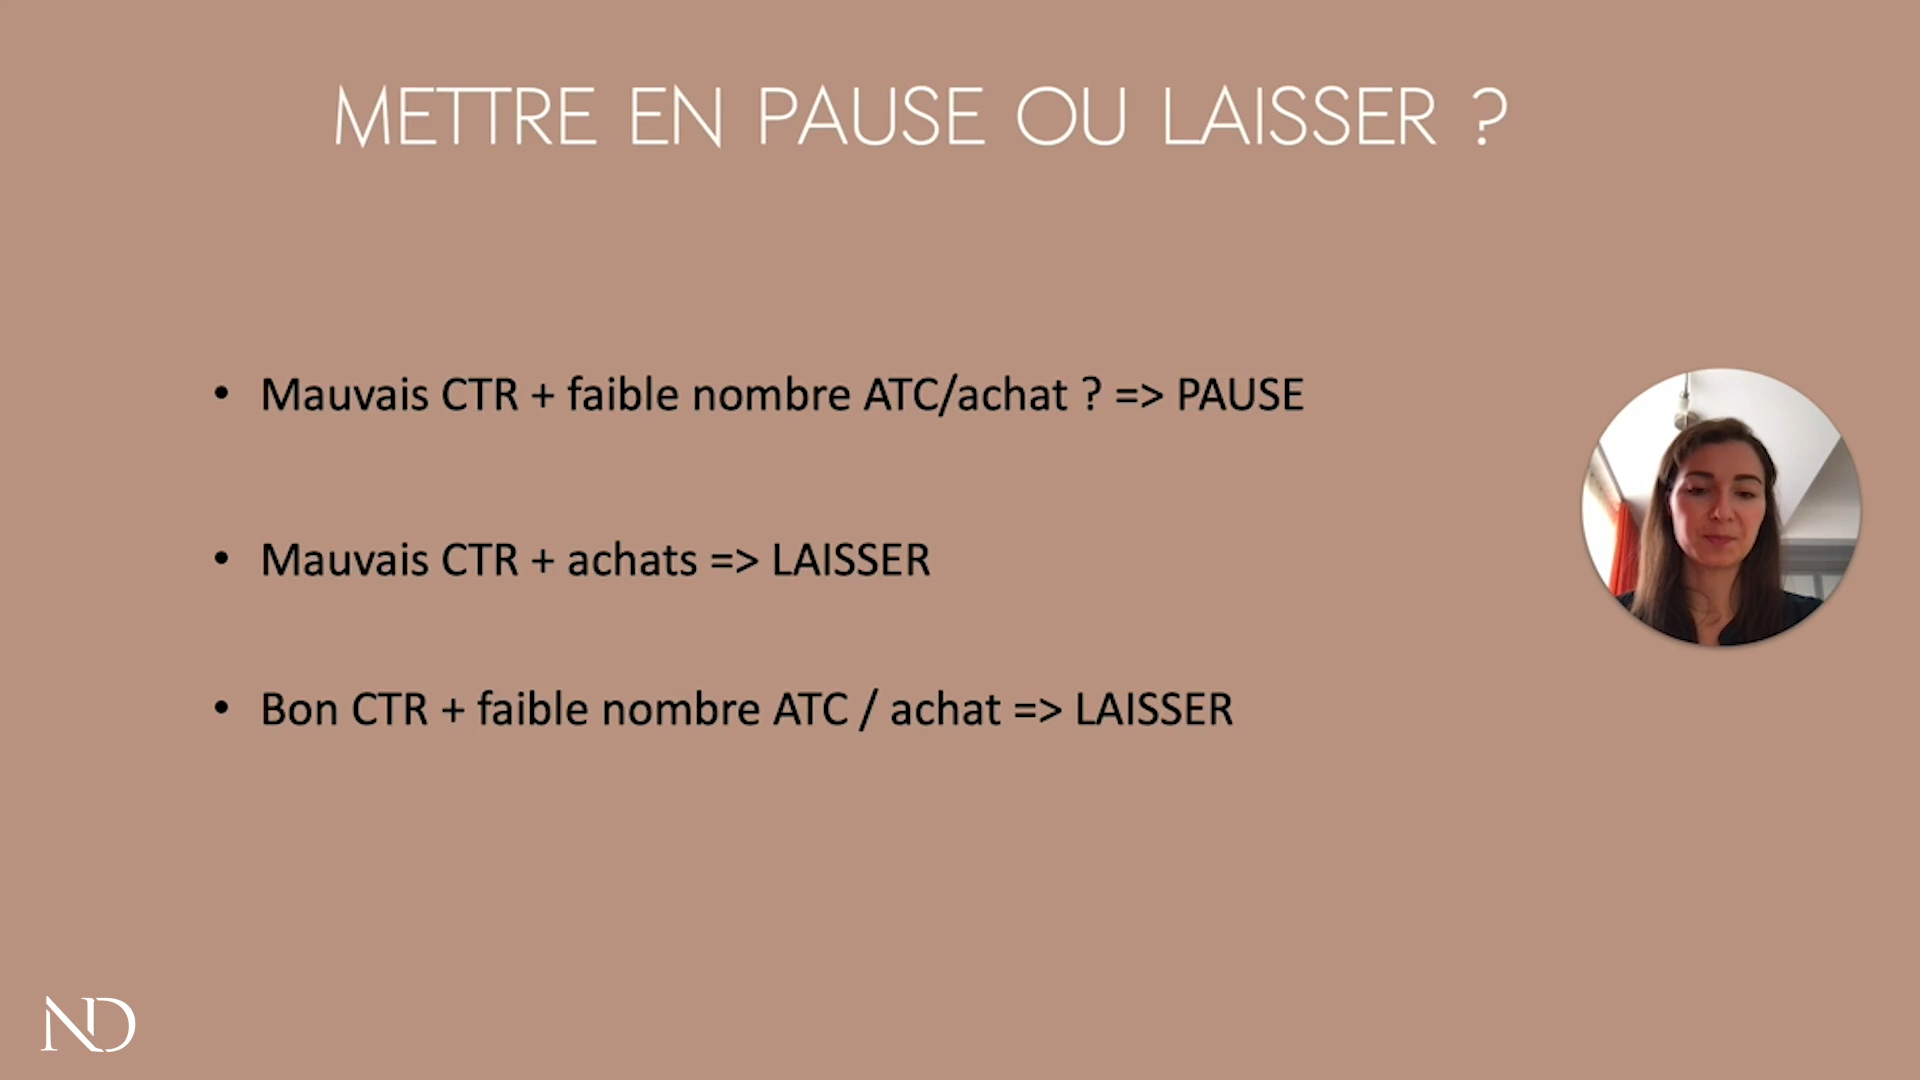 METTRE EN PAUSE OU LAISSER ?
• Mauvais CTR + faible nombre ATC/achat ? => PAUSE
• Mauvais CTR + achats => LAISSER
• Bon CTR + faible nombre ATC / achat => LAISSER
ND